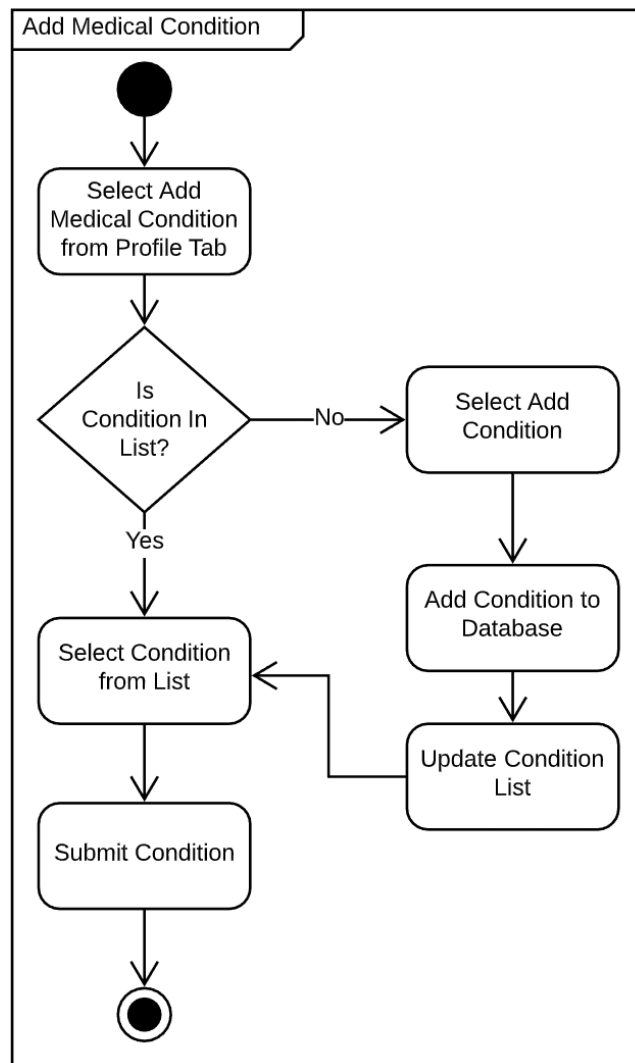 Add Medical Condition
Select Add
Medical Condition
from Profile Tab
Is
Condition In
List?
No
Select Add
Condition
Yes
Add Condition to
Database
Select Condition
from List
Update Condition
List
Submit Condition